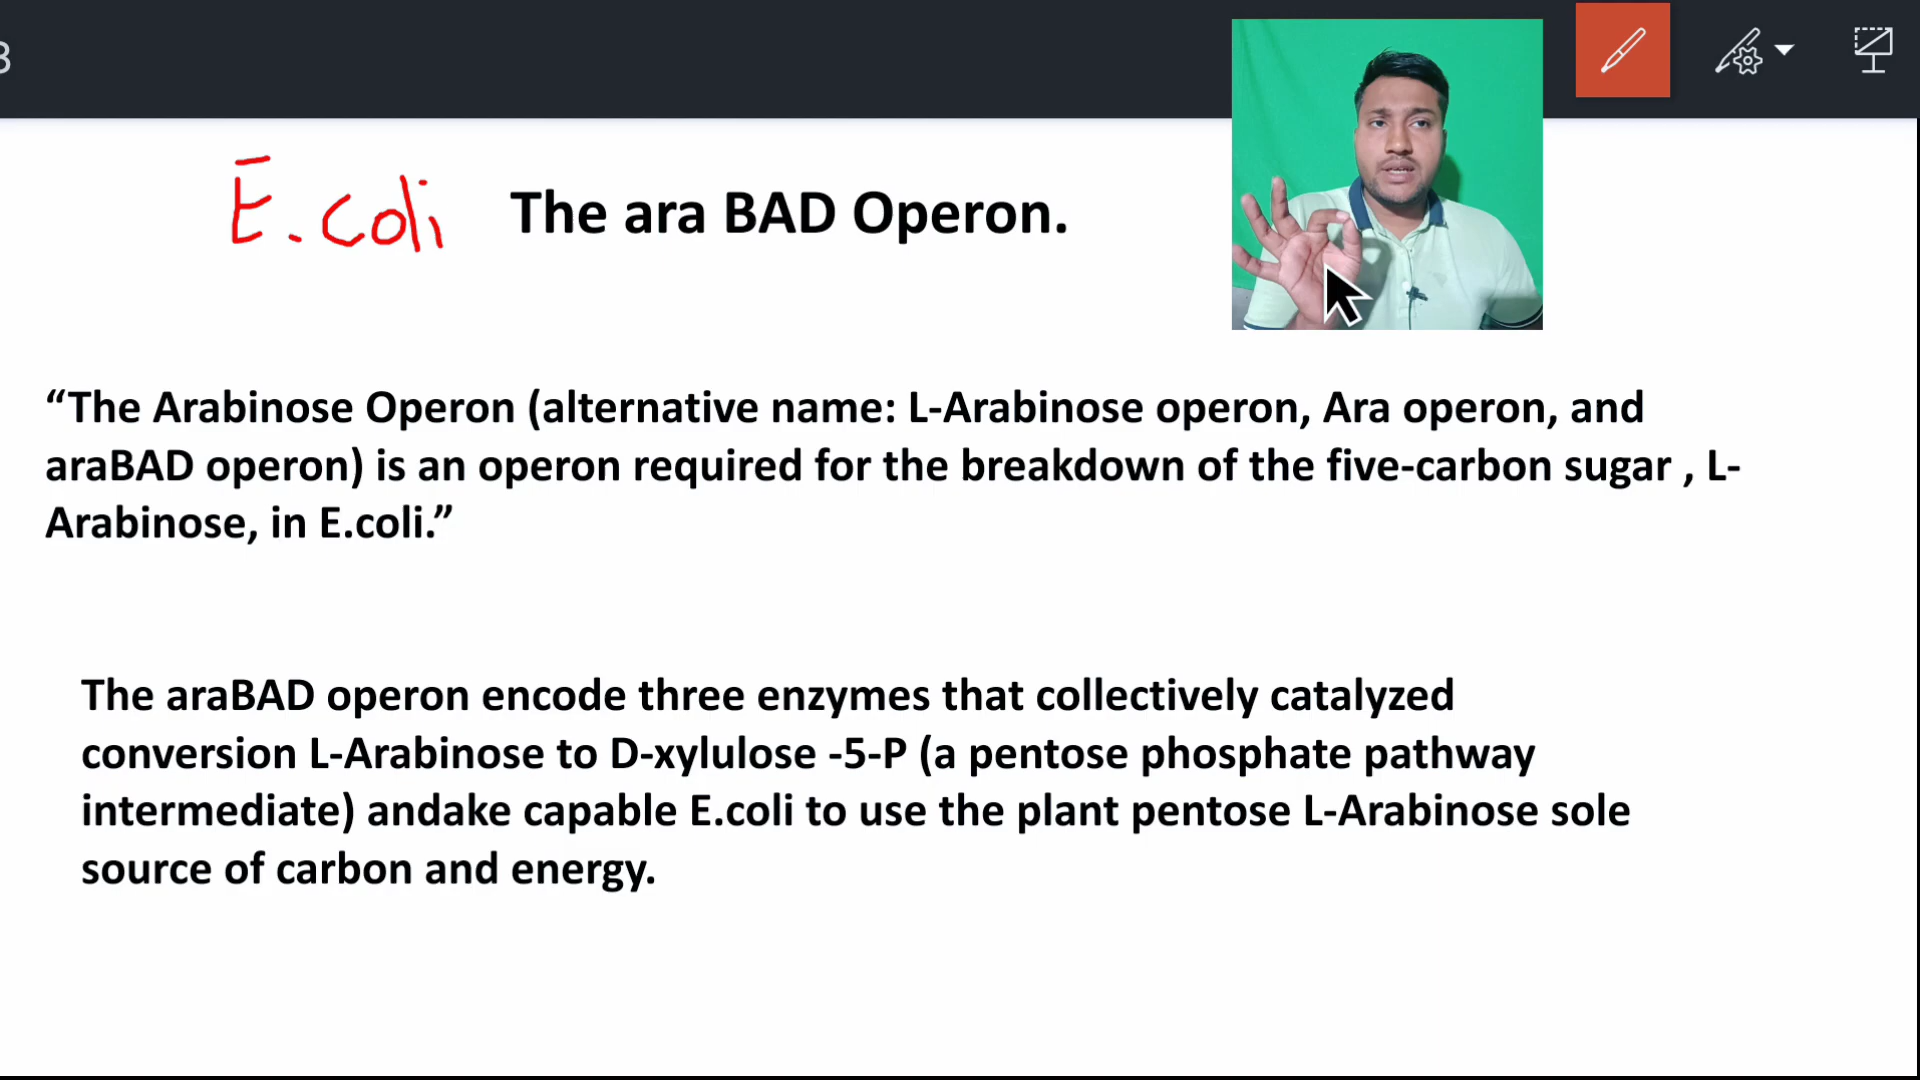 3
E.coli The ara BAD Operon.
“The Arabinose Operon (alternative name: L-Arabinose operon, Ara operon, and
araBAD operon) is an operon required for the breakdown of the five-carbon sugar , L-
Arabinose, in E.coli.”
The araBAD operon encode three enzymes that collectively catalyzed
conversion L-Arabinose to D-xylulose -5-P (a pentose phosphate pathway
intermediate) andake capable E.coli to use the plant pentose L-Arabinose sole
source of carbon and energy.